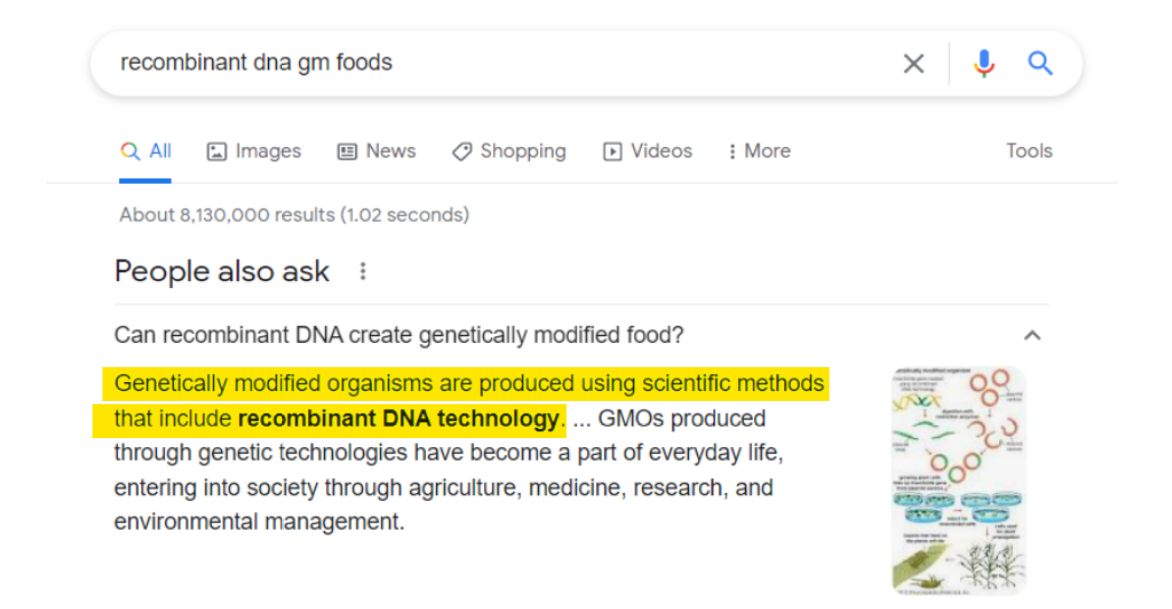 recombinant dna gm foods
All Images News Shopping Videos More Tools
About 8,130,000 results (1.02 seconds)
People also ask
Can recombinant DNA create genetically modified food?
Genetically modified organisms are produced using scientific methods
that include recombinant DNA technology. ... GMOs produced
through genetic technologies have become a part of everyday life,
entering into society through agriculture, medicine, research, and
environmental management.
genetically modified organism